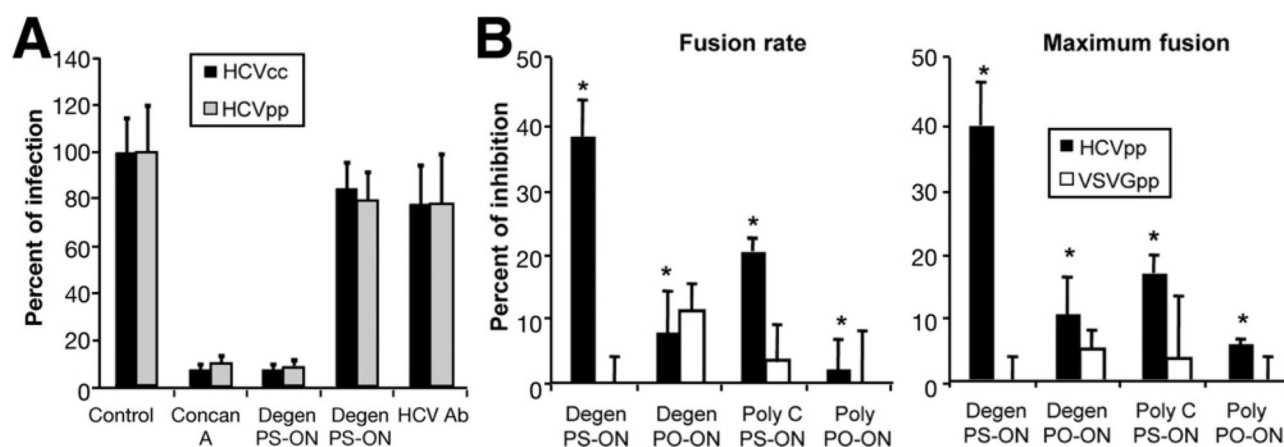 A
Percent of infection
140
120
100
80
60
40
20
0
HCVcc
HCVpp
Control
Concan
A
Degen
PS-ON
Degen
PS-ON
HCV Ab
B
Fusion rate
Percent of inhibition
50
40
30
20
10
0
*
*
*
*
Degen
PS-ON
Degen
PO-ON
Poly C
PS-ON
Poly
PO-ON
Maximum fusion
50
40
30
20
10
0
*
*
*
*
HCVpp
VSVGpp
Degen
PS-ON
Degen
PO-ON
Poly C
PS-ON
Poly
PO-ON